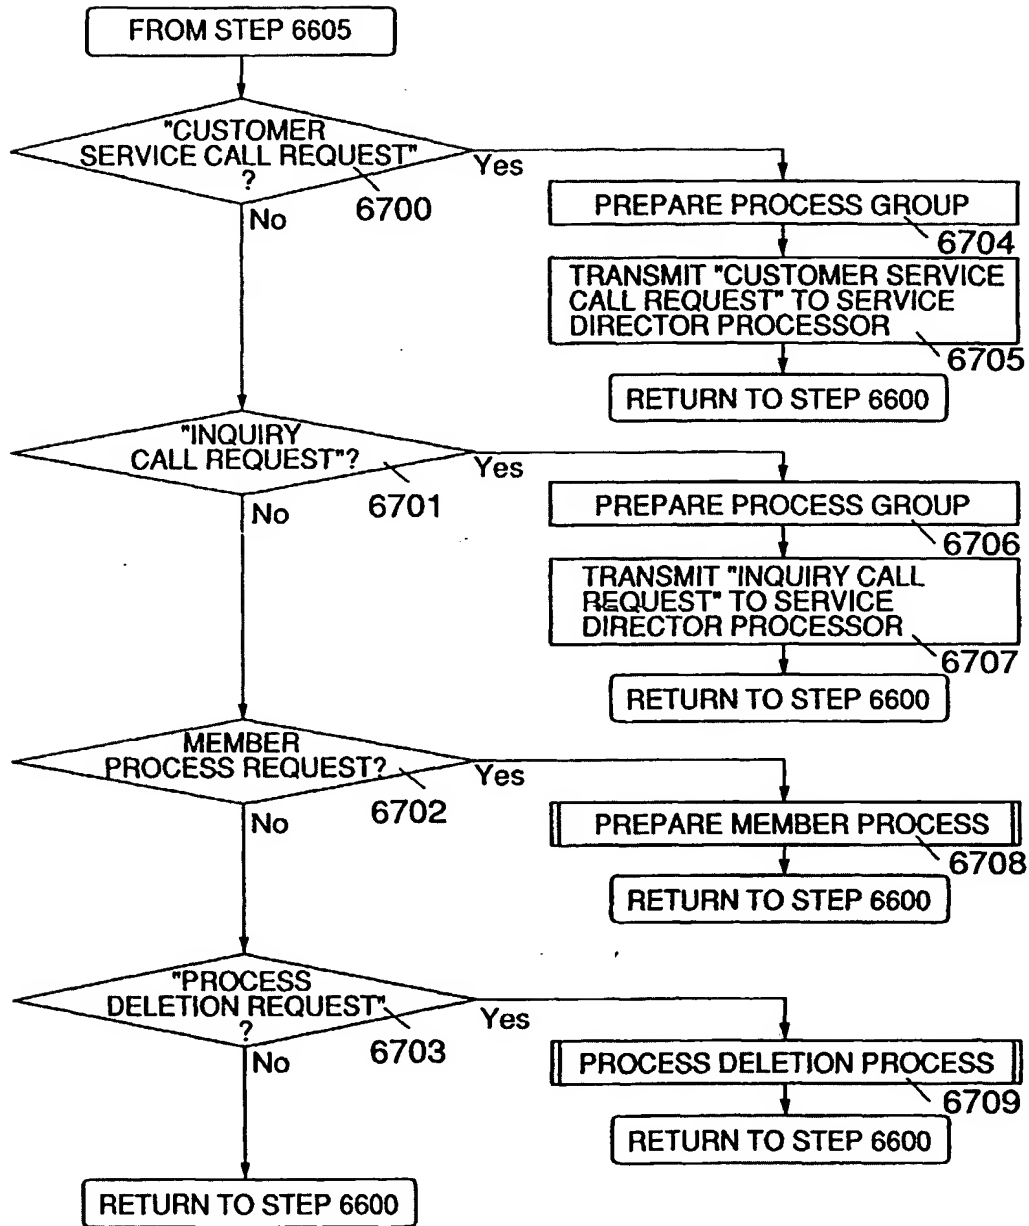 FROM STEP 6605
"CUSTOMER
SERVICE CALL REQUEST"
?
Yes
6700
No
PREPARE PROCESS GROUP
6704
TRANSMIT "CUSTOMER SERVICE
CALL REQUEST" TO SERVICE
DIRECTOR PROCESSOR
6705
RETURN TO STEP 6600
"INQUIRY
CALL REQUEST"?
Yes
6701
No
PREPARE PROCESS GROUP
6706
TRANSMIT "INQUIRY CALL
REQUEST" TO SERVICE
DIRECTOR PROCESSOR
6707
RETURN TO STEP 6600
MEMBER
PROCESS REQUEST?
Yes
6702
No
PREPARE MEMBER PROCESS
6708
RETURN TO STEP 6600
"PROCESS
DELETION REQUEST"
?
Yes
6703
No
PROCESS DELETION PROCESS
6709
RETURN TO STEP 6600
RETURN TO STEP 6600